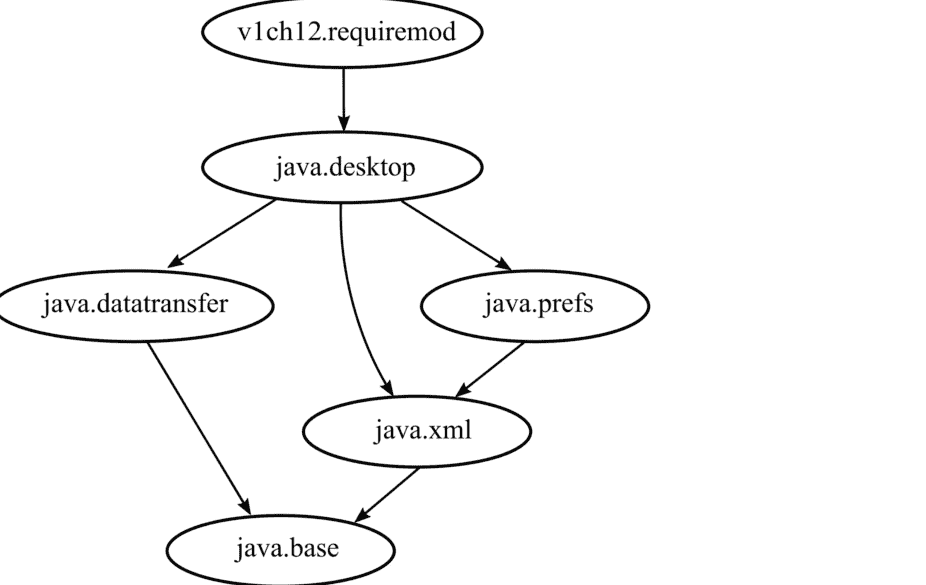 v1ch12.requiremod
java.desktop
java.datatransfer
java.prefs
java.xml
java.base